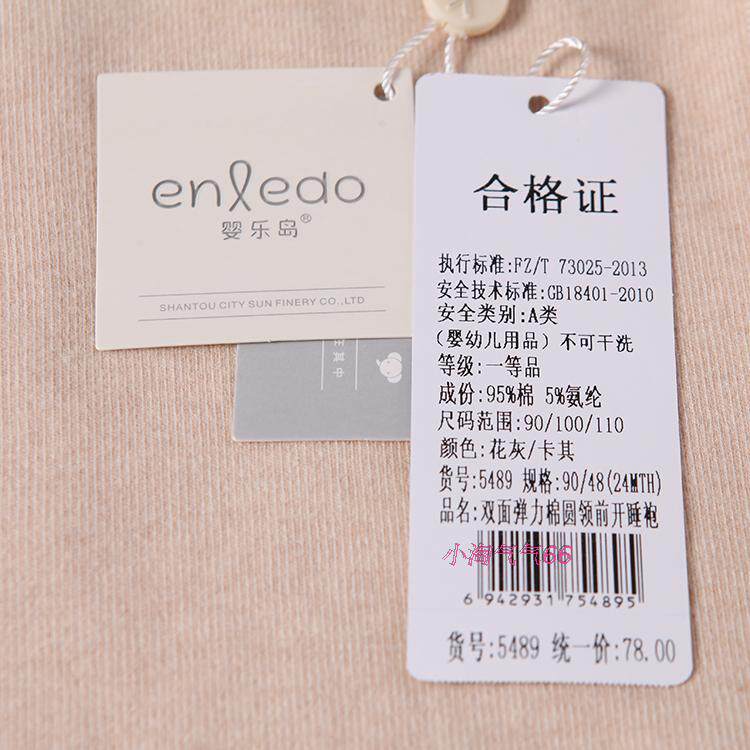 enledo
婴乐岛®
SHANTOU CITY SUN FINERY CO.,LTD
其中
合格证
执行标准:FZ/T 73025-2013
安全技术标准:GB18401-2010
安全类别:A类
(婴幼儿用品) 不可干洗
等级:一等品
成份:95%棉 5%氨纶
尺码范围:90/100/110
颜色:花灰/卡其
货号:5489 规格:90/48(24MTH)
品名:双面弹力棉圆领前开睡袍
小淘气气66
6 942931 754895
货号:5489 统一价:78.00